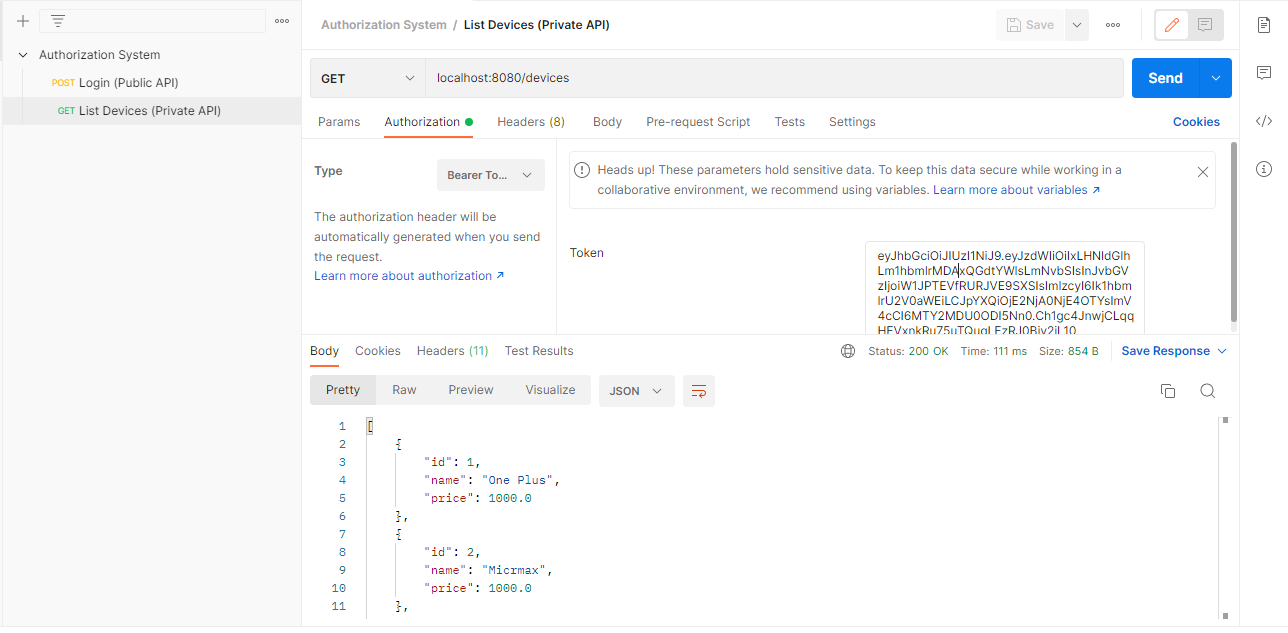 Authorization System
POST Login (Public API)
GET List Devices (Private API)
Authorization System / List Devices (Private API)
Save
GET
localhost:8080/devices
Send
Params
Authorization
Headers (8)
Body
Pre-request Script
Tests
Settings
Cookies
Type
Bearer To...
The authorization header will be
automatically generated when you send
the request.
Learn more about authorization ↗
Heads up! These parameters hold sensitive data. To keep this data secure while working in a
collaborative environment, we recommend using variables. Learn more about variables ↗
Token
Body
Cookies
Headers (11)
Test Results
Status: 200 OK
Time: 111 ms
Size: 854 B
Save Response
Pretty
Raw
Preview
Visualize
JSON
1 [
2 {
3 "id": 1,
4 "name": "One Plus",
5 "price": 1000.0
6 },
7 {
8 "id": 2,
9 "name": "Micrmax",
10 "price": 1000.0
11 },